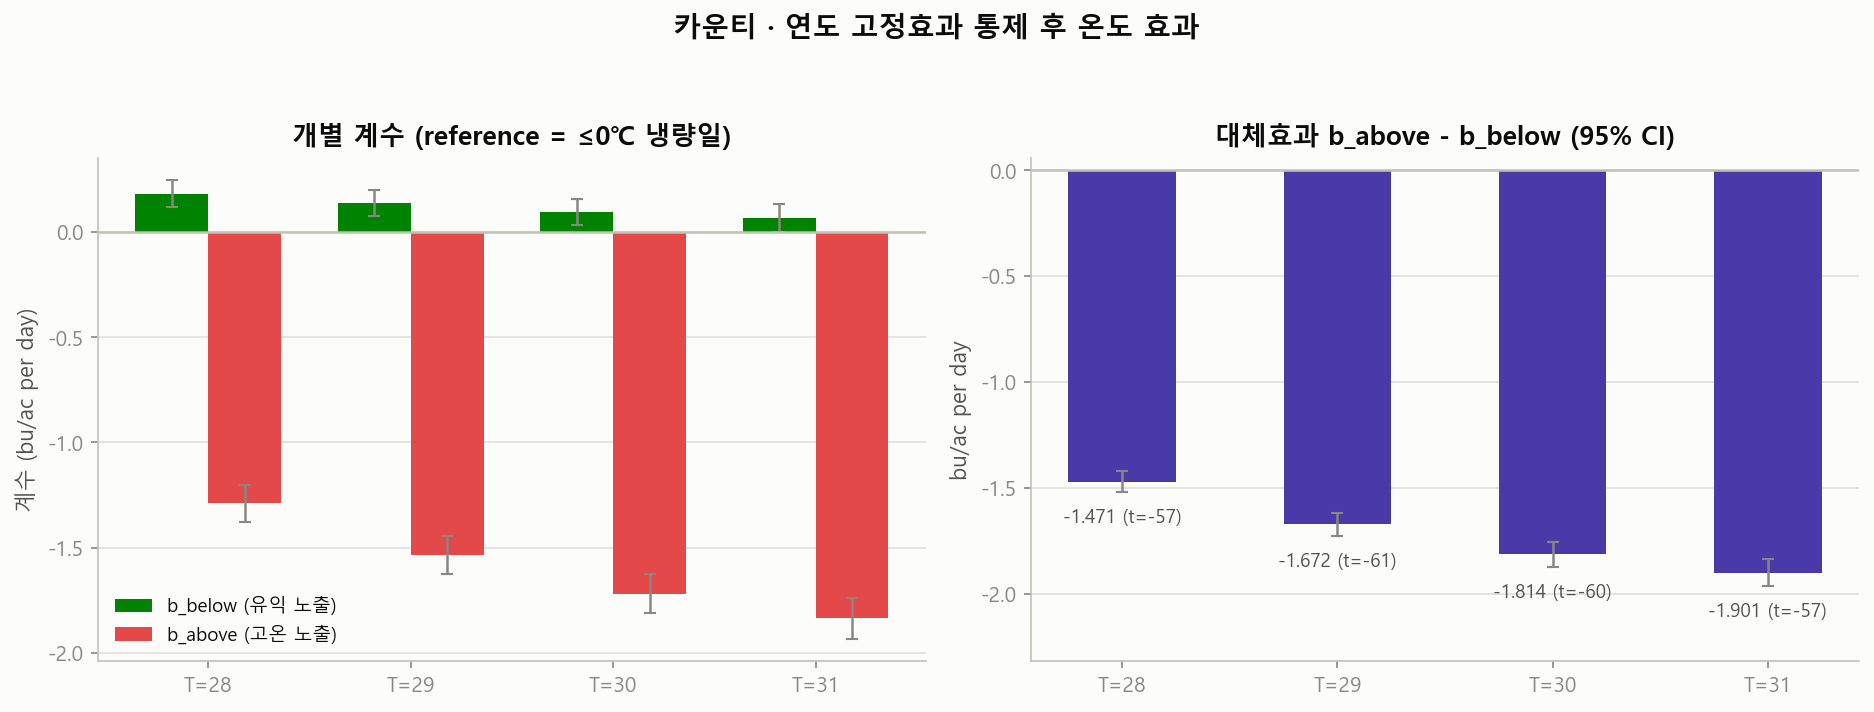 카운티 · 연도 고정효과 통제 후 온도 효과
개별 계수 (reference = ≤0℃ 냉량일)
계수 (bu/ac per day)
0.0
-0.5
-1.0
-1.5
-2.0
b_below (유익 노출)
b_above (고온 노출)
T=28
T=29
T=30
T=31
대체효과 b_above - b_below (95% CI)
bu/ac per day
0.0
-0.5
-1.0
-1.5
-2.0
-1.471 (t=-57)
-1.672 (t=-61)
-1.814 (t=-60)
-1.901 (t=-57)
T=28
T=29
T=30
T=31